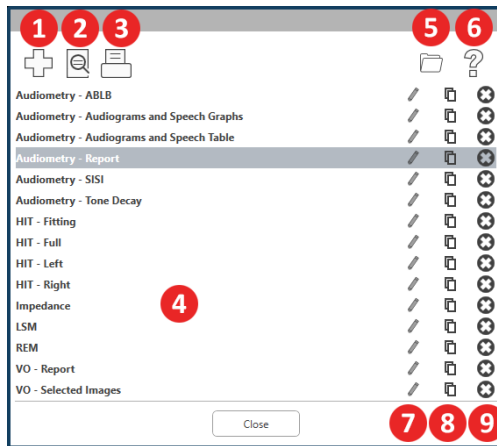 1 2 3 5 6
Audiometry - ABLB
Audiometry - Audiograms and Speech Graphs
Audiometry - Audiograms and Speech Table
Audiometry - Report
Audiometry - SISI
Audiometry - Tone Decay
HIT - Fitting
HIT - Full
HIT - Left
HIT - Right
Impedance
4
LSM
REM
VO - Report
VO - Selected Images
Close
7 8 9